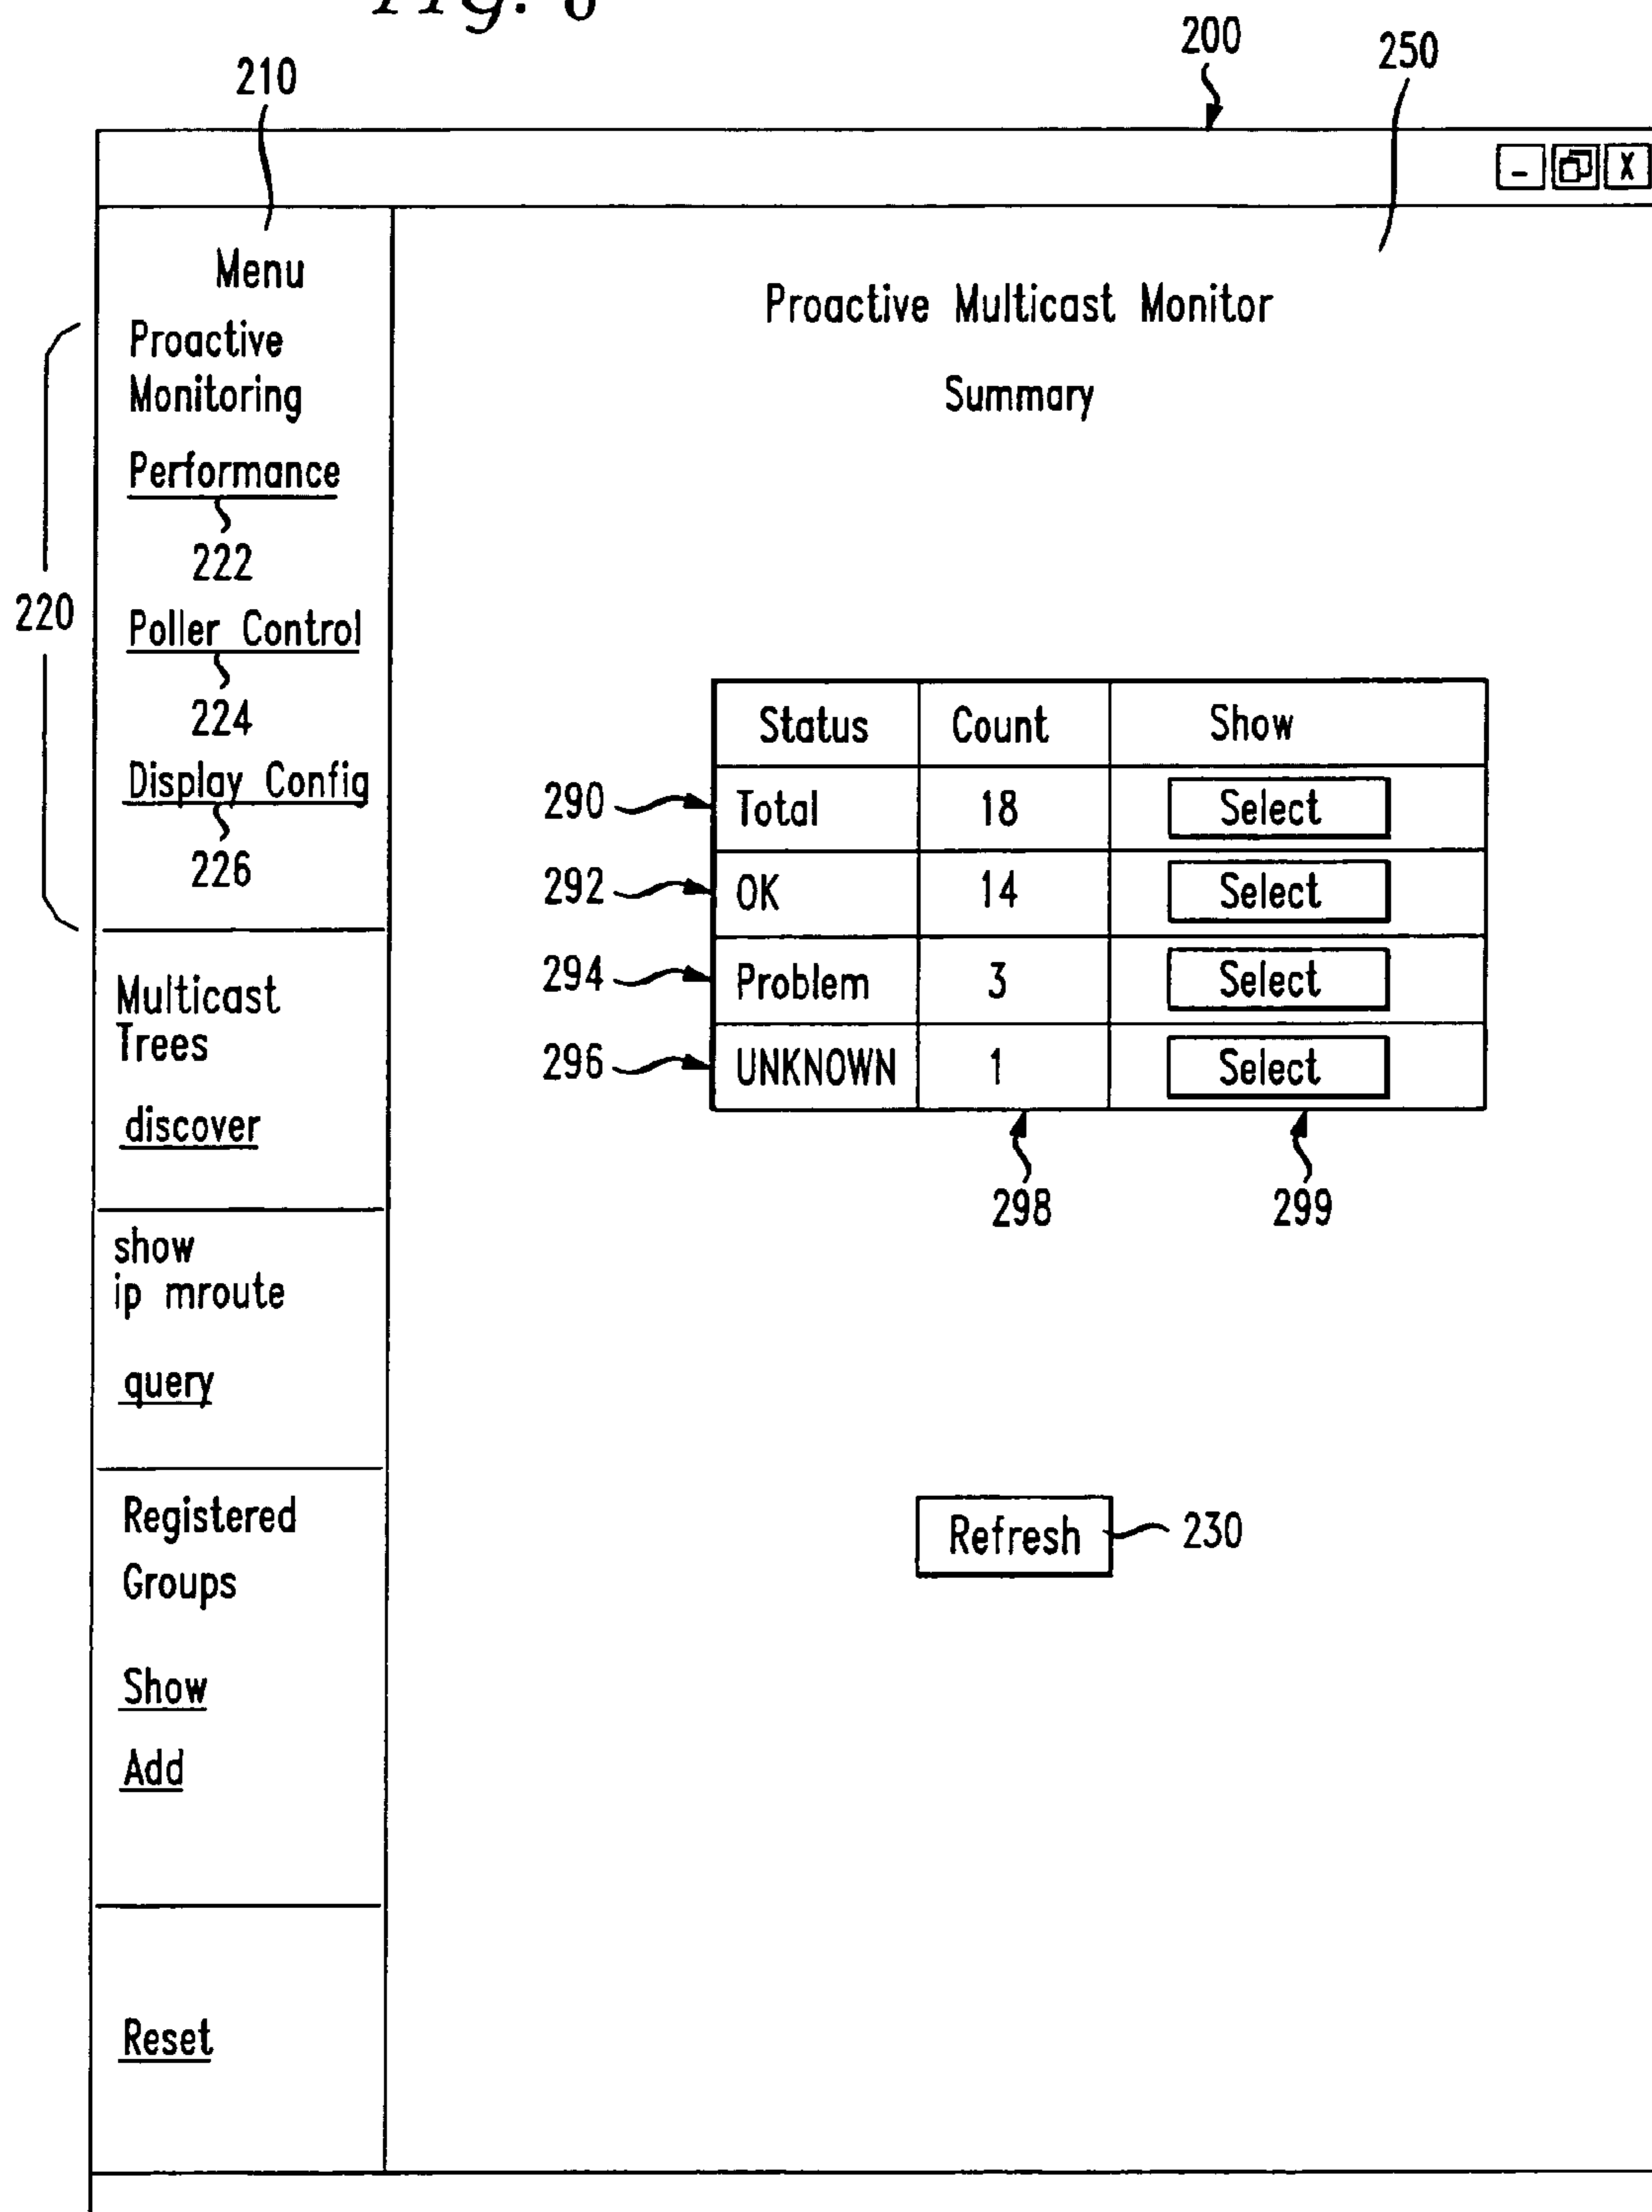 200
250
210
X
Menu
Proactive
Monitoring
Performance
222
Poller Control
224
Display Config
226
220
Multicast
Trees
discover
show
ip mroute
query
Registered
Groups
Show
Add
Reset
Proactive Multicast Monitor
Summary
Status Count Show
290 Total 18 Select
292 OK 14 Select
294 Problem 3 Select
296 UNKNOWN 1 Select
298 299
Refresh 230